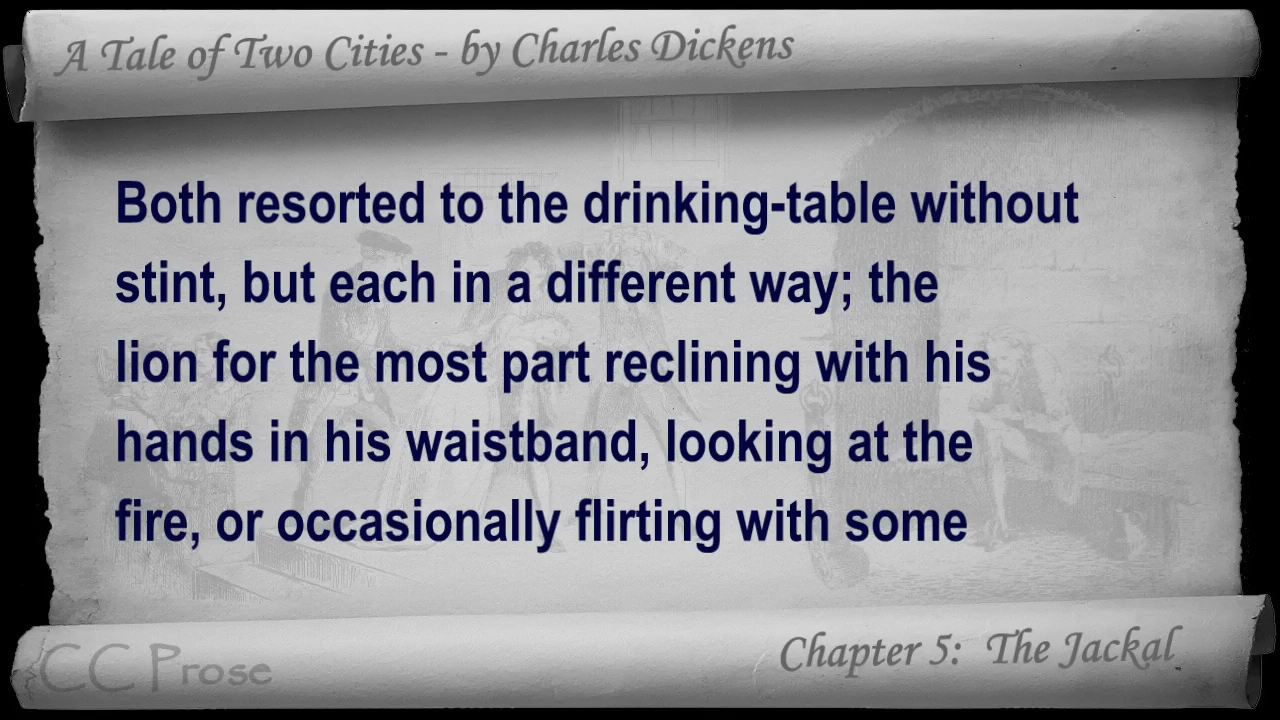 A Tale of Two Cities - by Charles Dickens
Both resorted to the drinking-table without
stint, but each in a different way; the
lion for the most part reclining with his
hands in his waistband, looking at the
fire, or occasionally flirting with some
CC Prose
Chapter 5: The Jackal